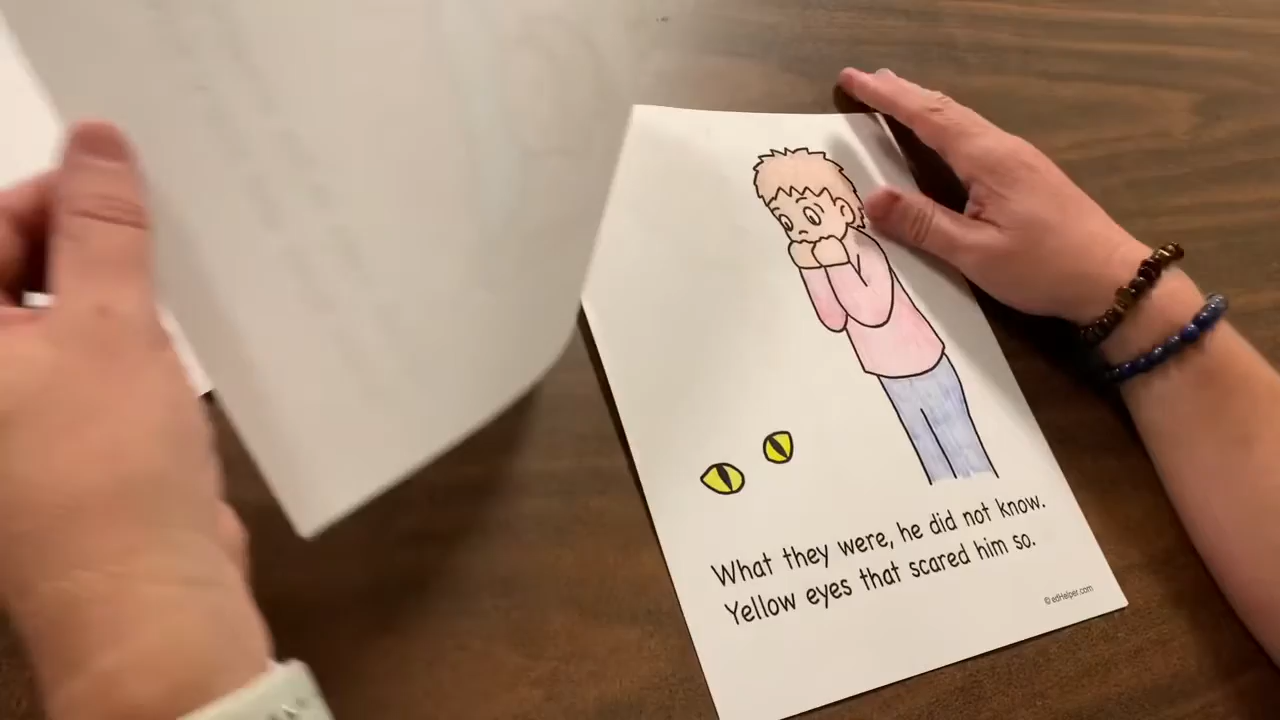 What they were, he did not know.
Yellow eyes that scared him so.
© edHelper.com